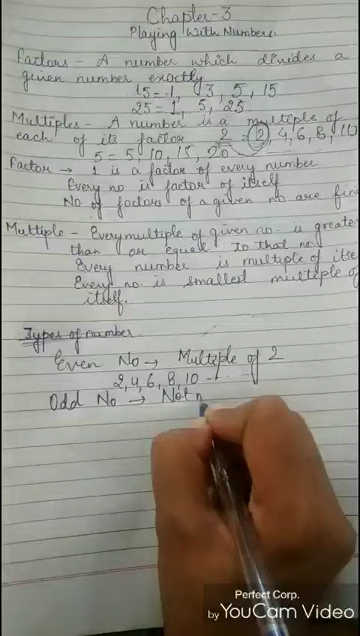 Chapter-3
Playing With Numbers
Factors - A number which divides a
given number exactly
15 = 1, 3, 5, 15
25 = 1, 5, 25
Multiples - A number is a multiple of
each of its factor 2 = 2, 4, 6, 8, 10
5 = 5, 10, 15, 20
Factor → 1 is a factor of every number
Every no is factor of itself
No of factors of a given no are fin
Multiple - Every multiple of given no. is greate
than or equal to that no.
Every number is multiple of itse
Every no is smalled multiple of
itself.
Types of number
Even No → Multiple of 2
2, 4, 6, 8, 10 - - .
Odd No → Not
Perfect Corp.
by YouCam Video